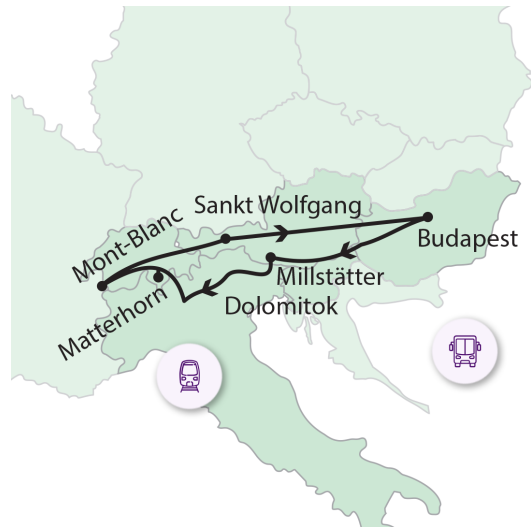 Mont-Blanc
Sankt Wolfgang
Budapest
Millstätter
Matterhorn
Dolomitok